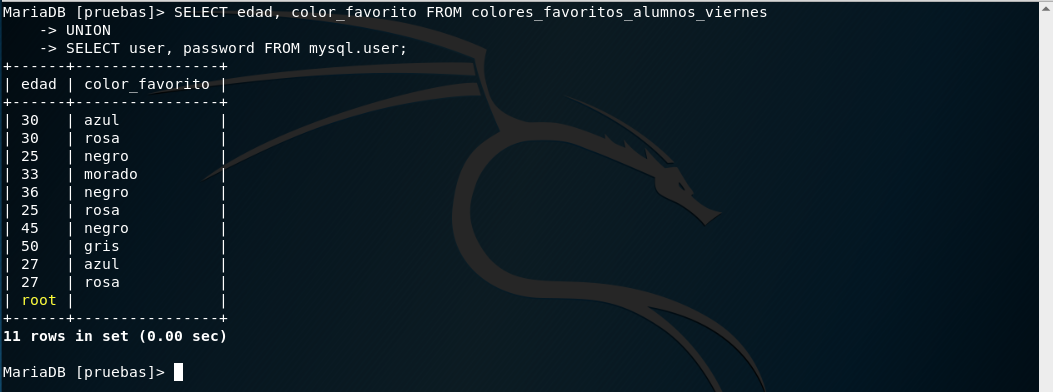 MariaDB [pruebas]> SELECT edad, color_favorito FROM colores_favoritos_alumnos_viernes
    -> UNION
    -> SELECT user, password FROM mysql.user;
+------+----------------+
| edad | color_favorito |
+------+----------------+
| 30   | azul           |
| 30   | rosa           |
| 25   | negro          |
| 33   | morado         |
| 36   | negro          |
| 25   | rosa           |
| 45   | negro          |
| 50   | gris           |
| 27   | azul           |
| 27   | rosa           |
| root |                |
+------+----------------+
11 rows in set (0.00 sec)
MariaDB [pruebas]>